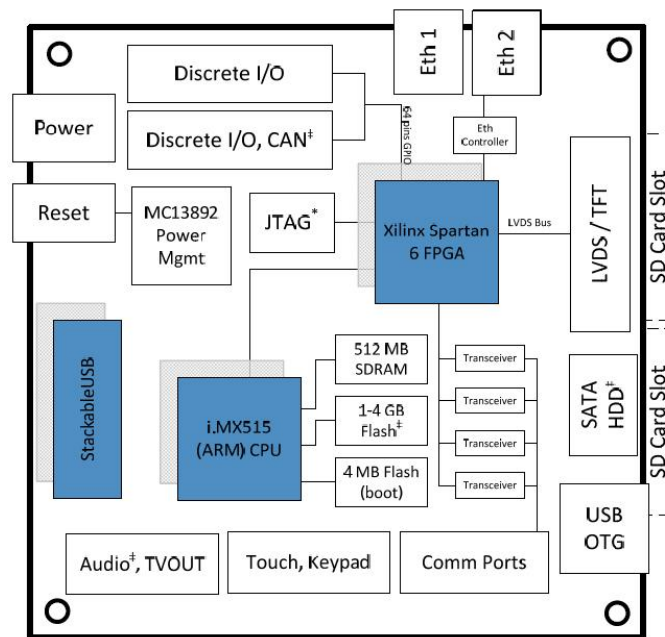 Eth 1
Eth 2
Discrete I/O
Discrete I/O, CAN‡
64 pins GPIO
Eth
Controller
Power
Reset
MC13892
Power
Mgmt
JTAG*
Xilinx Spartan
6 FPGA
LVDS Bus
LVDS / TFT
SD Card Slot
StackableUSB
i.MX515
(ARM) CPU
512 MB
SDRAM
1-4 GB
Flash‡
4 MB Flash
(boot)
Transceiver
Transceiver
Transceiver
Transceiver
SATA
HDD‡
SD Card Slot
USB
OTG
Audio‡, TVOUT
Touch, Keypad
Comm Ports